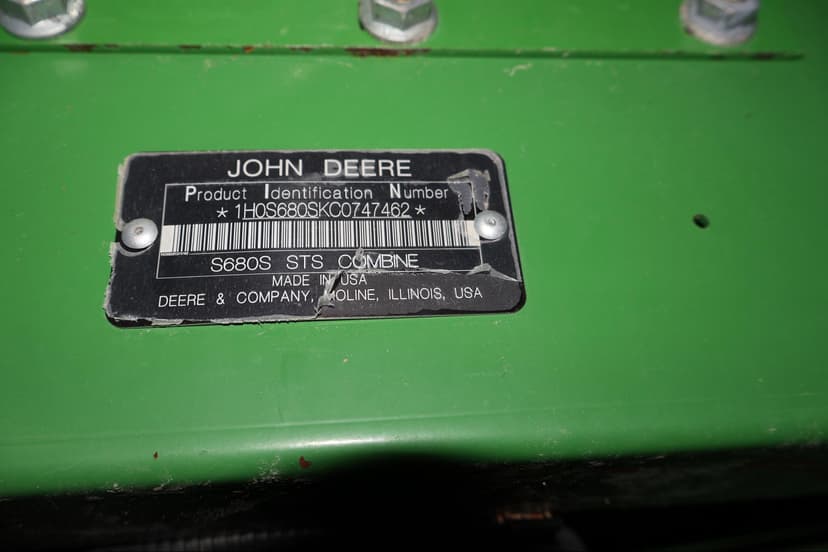 JOHN DEERE
Product Identification Number
*1H0S680SKC0747462*
S680S STS COMBINE
MADE IN USA
DEERE & COMPANY, MOLINE, ILLINOIS, USA